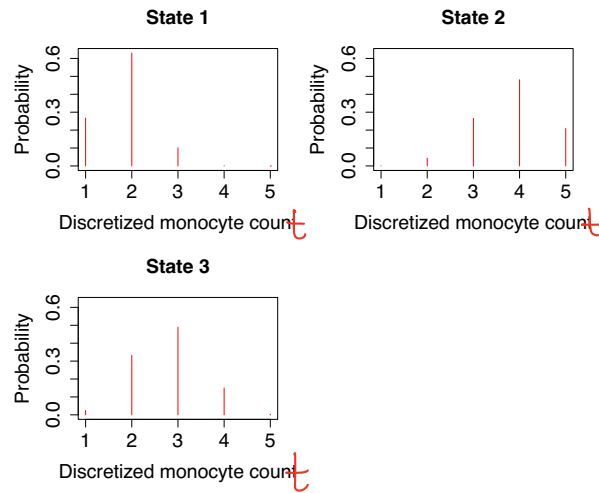 State 1
State 2
Probability
0.0 0.3 0.6
1 2 3 4 5
Discretized monocyte count
Probability
0.0 0.3 0.6
1 2 3 4 5
Discretized monocyte count
State 3
Probability
0.0 0.3 0.6
1 2 3 4 5
Discretized monocyte count